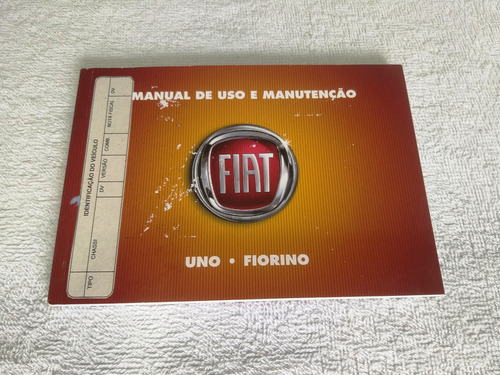 MANUAL DE USO E MANUTENÇÃO
FIAT
UNO • FIORINO
IDENTIFICAÇÃO DO VEÍCULO
TIPO CHASSI DV VERSÃO COMB. NOTA FISCAL DV